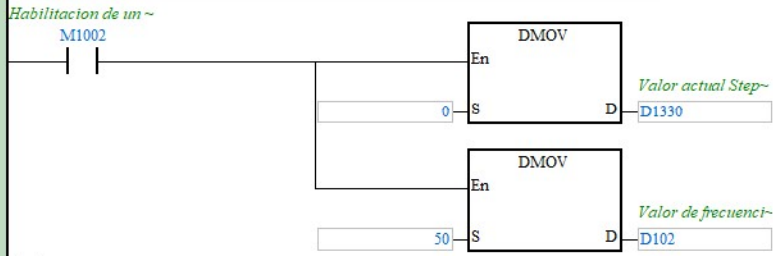 Habilitacion de un ~
M1002
DMOV
En
Valor actual Step~
0 S D D1330
DMOV
En
Valor de frecuenci~
50 S D D102